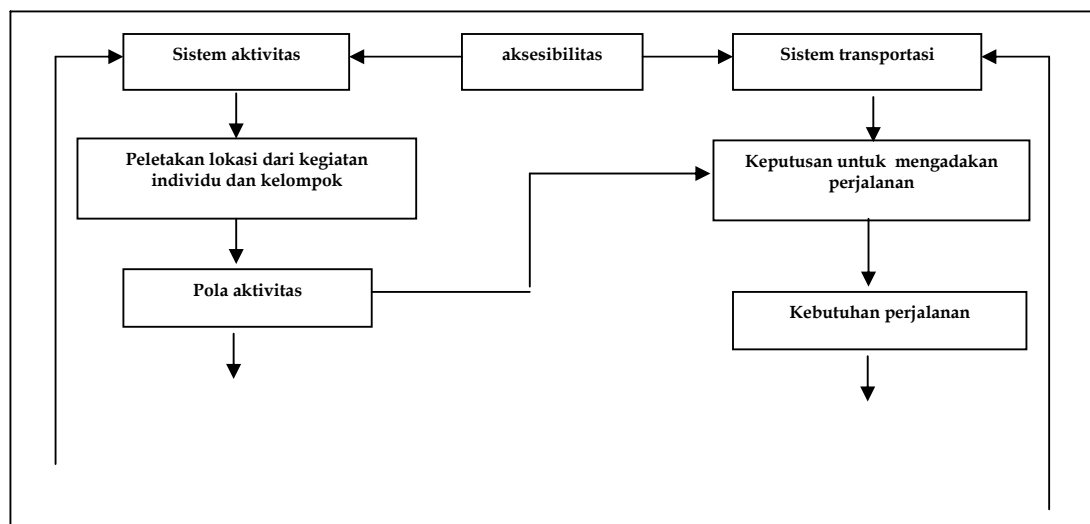 Sistem aktivitas
aksesibilitas
Sistem transportasi
Peletakan lokasi dari kegiatan
individu dan kelompok
Keputusan untuk mengadakan
perjalanan
Pola aktivitas
Kebutuhan perjalanan